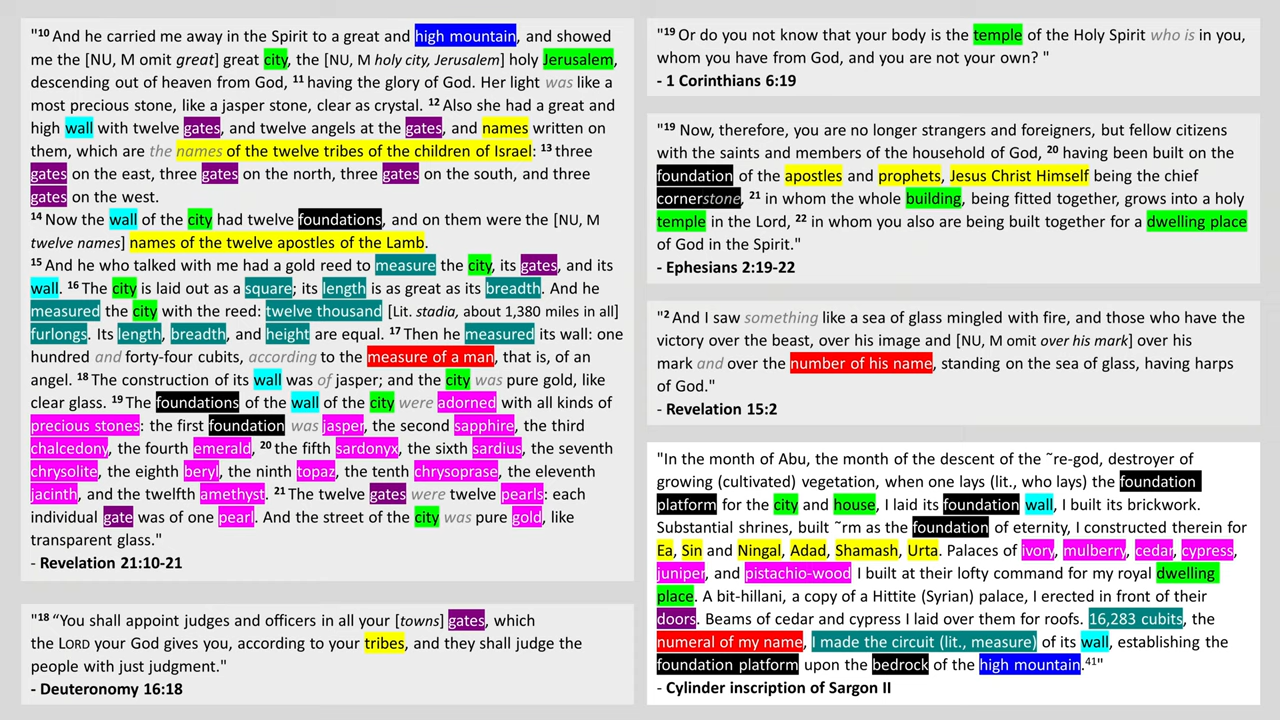 "¹⁰ And he carried me away in the Spirit to a great and high mountain, and showed
me the [NU, M omit great] great city, the [NU, M holy city, Jerusalem] holy Jerusalem,
descending out of heaven from God, ¹¹ having the glory of God. Her light was like a
most precious stone, like a jasper stone, clear as crystal. ¹² Also she had a great and
high wall with twelve gates, and twelve angels at the gates, and names written on
them, which are the names of the twelve tribes of the children of Israel: ¹³ three
gates on the east, three gates on the north, three gates on the south, and three
gates on the west.
¹⁴ Now the wall of the city had twelve foundations, and on them were the [NU, M
twelve names] names of the twelve apostles of the Lamb.
¹⁵ And he who talked with me had a gold reed to measure the city, its gates, and its
wall. ¹⁶ The city is laid out as a square; its length is as great as its breadth. And he
measured the city with the reed: twelve thousand [Lit. stadia, about 1,380 miles in all]
furlongs. Its length, breadth, and height are equal. ¹⁷ Then he measured its wall: one
hundred and forty-four cubits, according to the measure of a man, that is, of an
angel. ¹⁸ The construction of its wall was of jasper; and the city was pure gold, like
clear glass. ¹⁹ The foundations of the wall of the city were adorned with all kinds of
precious stones: the first foundation was jasper, the second sapphire, the third
chalcedony, the fourth emerald, ²⁰ the fifth sardonyx, the sixth sardius, the seventh
chrysolite, the eighth beryl, the ninth topaz, the tenth chrysoprase, the eleventh
jacinth, and the twelfth amethyst. ²¹ The twelve gates were twelve pearls: each
individual gate was of one pearl. And the street of the city was pure gold, like
transparent glass."
- Revelation 21:10-21
"¹⁸ “You shall appoint judges and officers in all your [towns] gates, which
the LORD your God gives you, according to your tribes, and they shall judge the
people with just judgment."
- Deuteronomy 16:18
"¹⁹ Or do you not know that your body is the temple of the Holy Spirit who is in you,
whom you have from God, and you are not your own? "
- 1 Corinthians 6:19
"¹⁹ Now, therefore, you are no longer strangers and foreigners, but fellow citizens
with the saints and members of the household of God, ²⁰ having been built on the
foundation of the apostles and prophets, Jesus Christ Himself being the chief
cornerstone, ²¹ in whom the whole building, being fitted together, grows into a holy
temple in the Lord, ²² in whom you also are being built together for a dwelling place
of God in the Spirit."
- Ephesians 2:19-22
"² And I saw something like a sea of glass mingled with fire, and those who have the
victory over the beast, over his image and [NU, M omit over his mark] over his
mark and over the number of his name, standing on the sea of glass, having harps
of God."
- Revelation 15:2
"In the month of Abu, the month of the descent of the ˜re-god, destroyer of
growing (cultivated) vegetation, when one lays (lit., who lays) the foundation
platform for the city and house, I laid its foundation wall, I built its brickwork.
Substantial shrines, built ˜rm as the foundation of eternity, I constructed therein for
Ea, Sin and Ningal, Adad, Shamash, Urta. Palaces of ivory, mulberry, cedar, cypress,
juniper, and pistachio-wood I built at their lofty command for my royal dwelling
place. A bit-hillani, a copy of a Hittite (Syrian) palace, I erected in front of their
doors. Beams of cedar and cypress I laid over them for roofs. 16,283 cubits, the
numeral of my name, I made the circuit (lit., measure) of its wall, establishing the
foundation platform upon the bedrock of the high mountain.⁴¹"
- Cylinder inscription of Sargon II